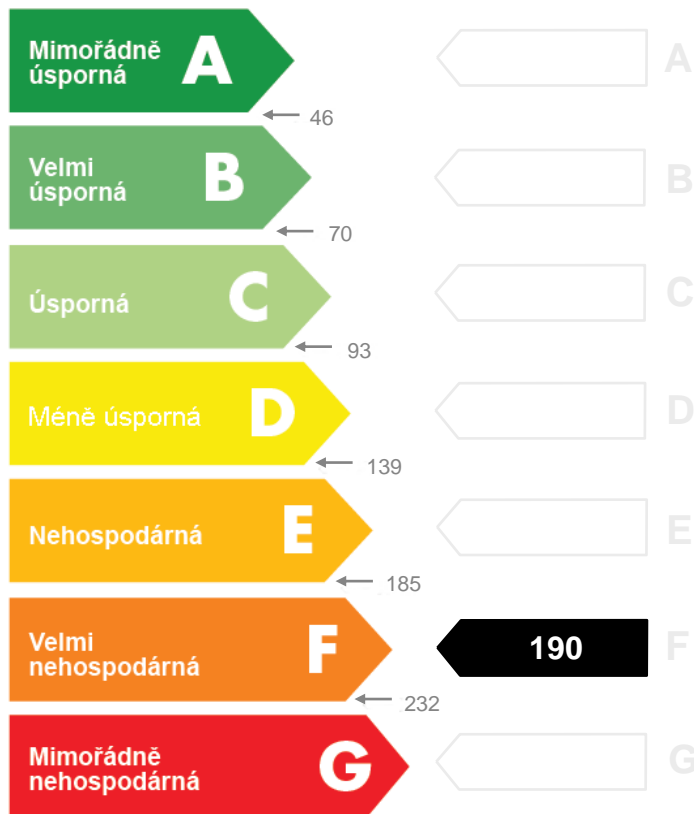 Mimořádně
úsporná
A
A
46
Velmi
úsporná
B
B
70
Úsporná
C
C
93
Méně úsporná
D
D
139
Nehospodárná
E
E
185
Velmi
nehospodárná
F
190
F
232
Mimořádně
nehospodárná
G
G